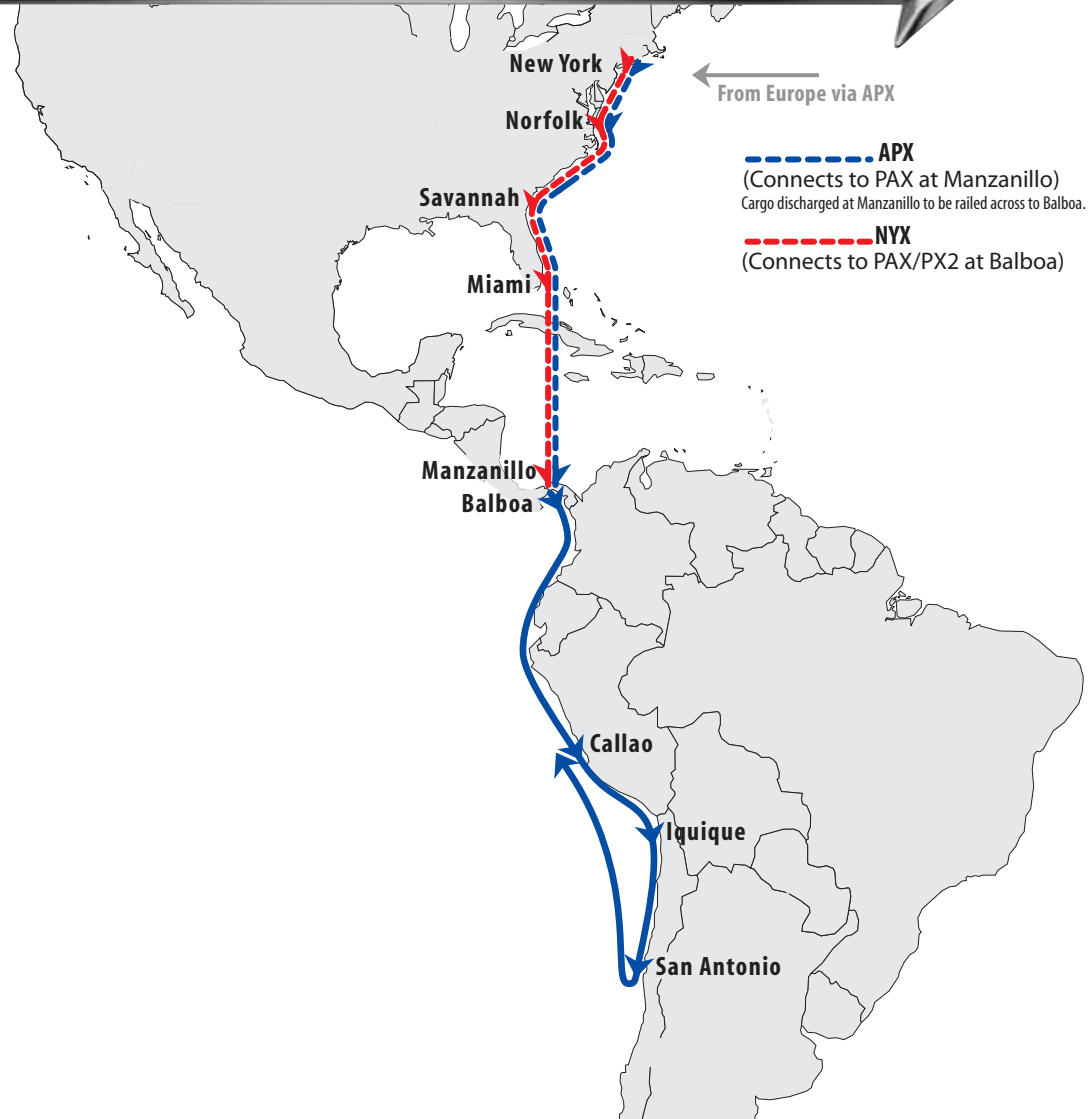 New York
From Europe via APX
Norfolk
APX
(Connects to PAX at Manzanillo)
Cargo discharged at Manzanillo to be railed across to Balboa.
Savannah
NYX
(Connects to PAX/PX2 at Balboa)
Miami
Manzanillo
Balboa
Callao
Iquique
San Antonio